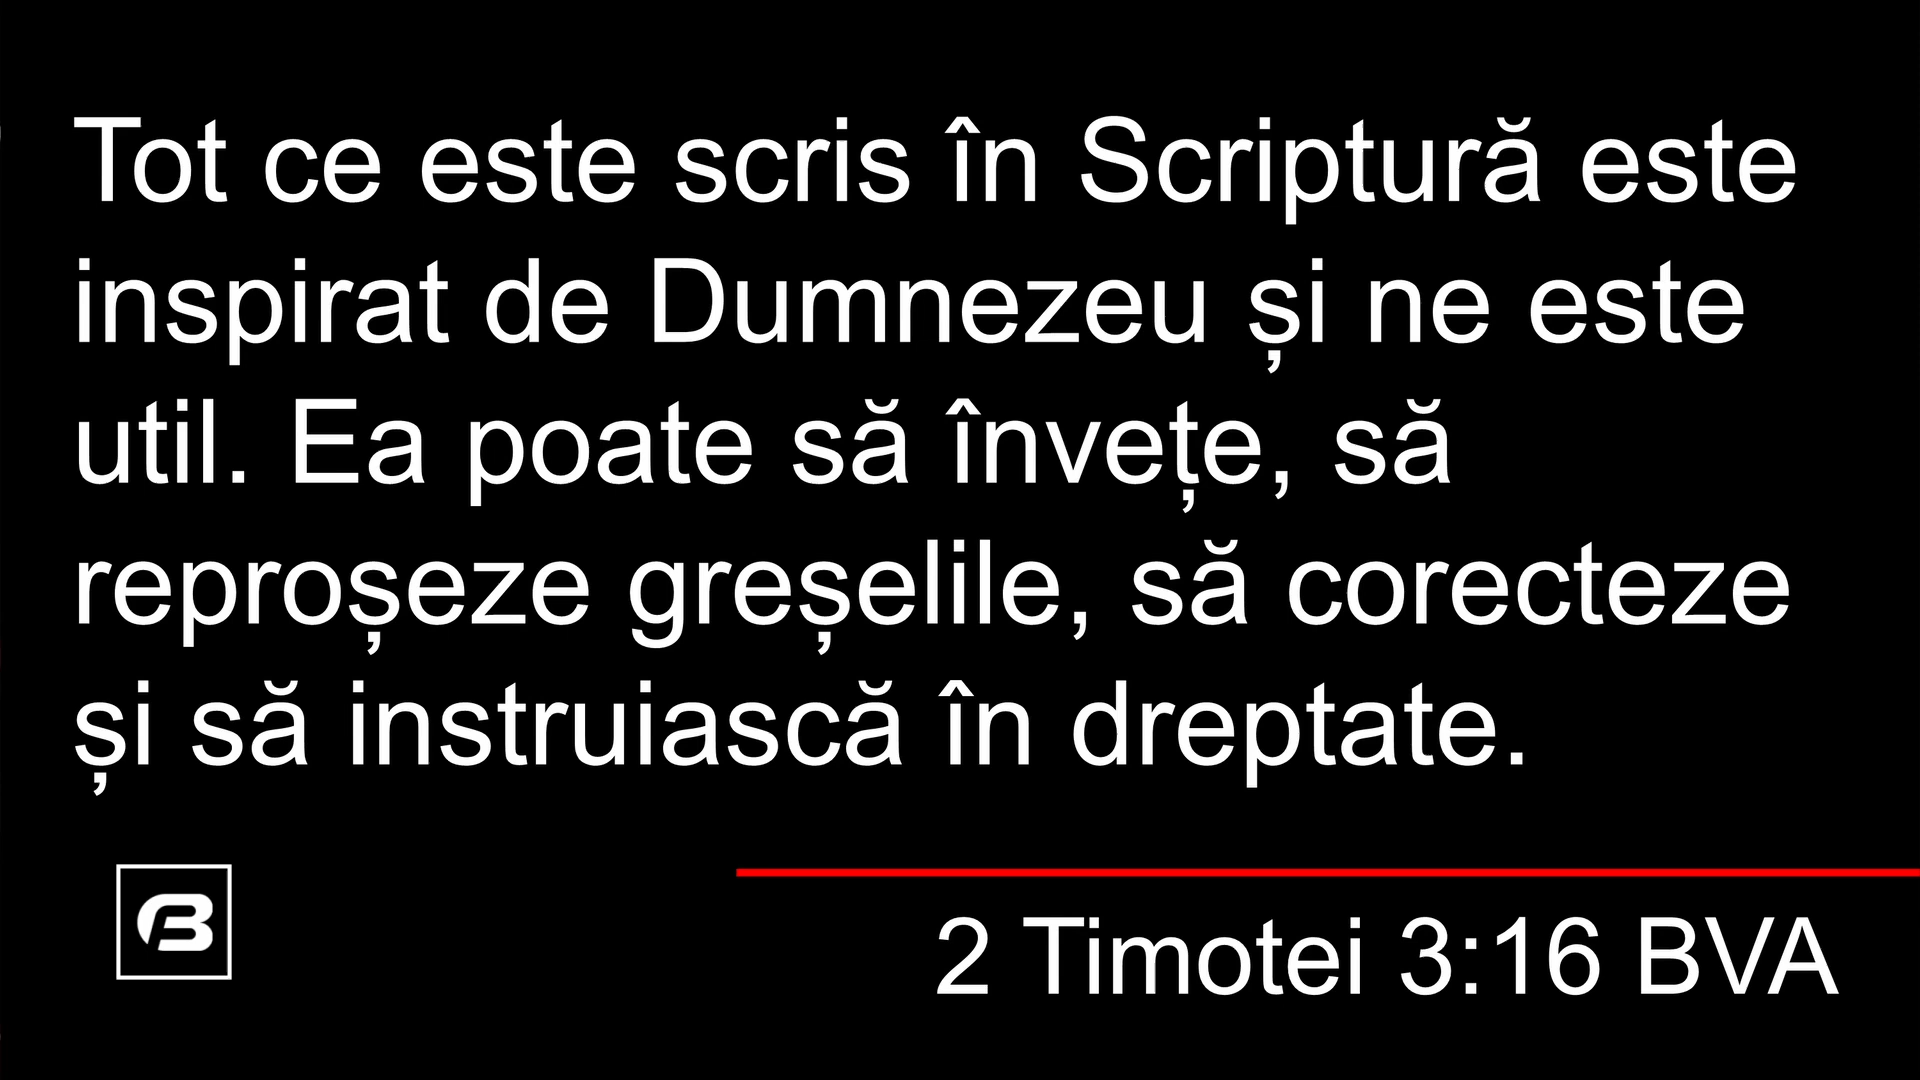 Tot ce este scris în Scriptură este
inspirat de Dumnezeu și ne este
util. Ea poate să învețe, să
reproșeze greșelile, să corecteze
și să instruiască în dreptate.
B
2 Timotei 3:16 BVA